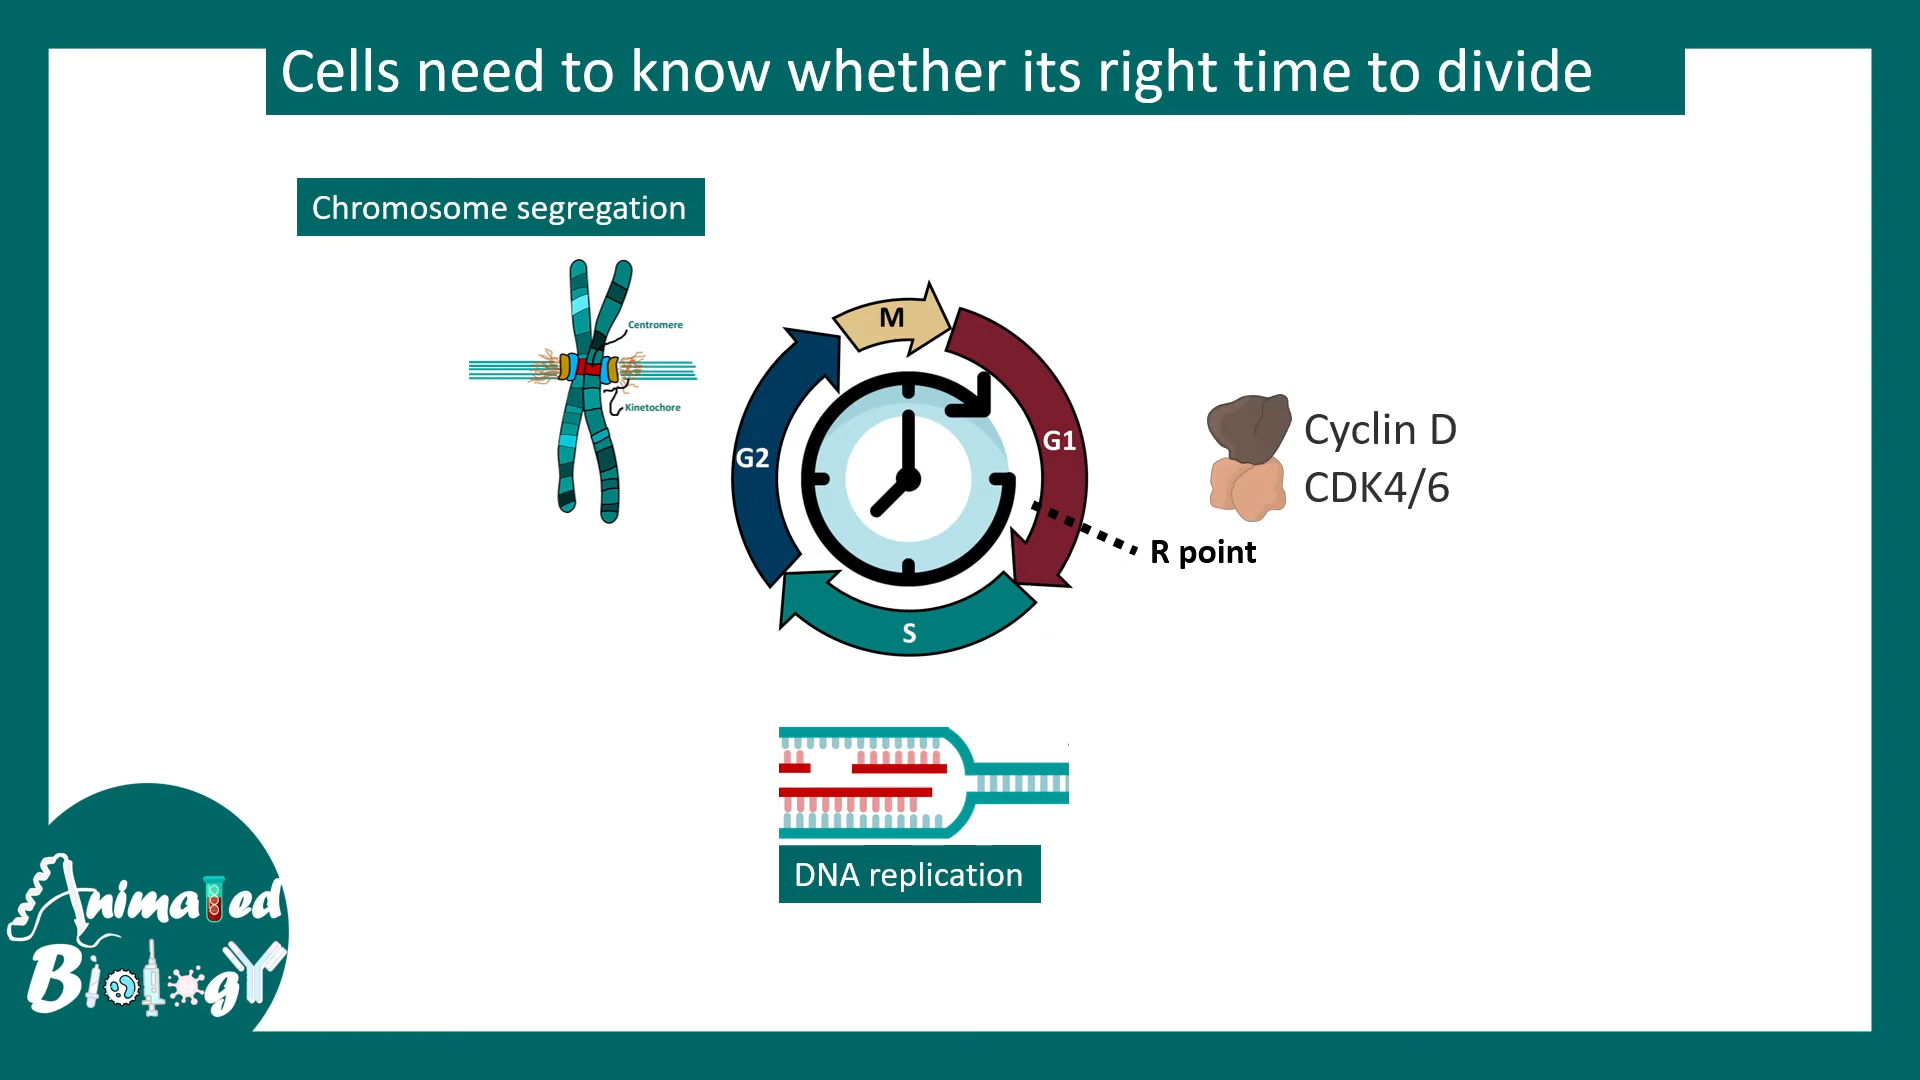 Cells need to know whether its right time to divide
Chromosome segregation
Centromere
Kinetochore
M
G1
G2
S
Cyclin D
CDK4/6
R point
DNA replication
Animated
Biology